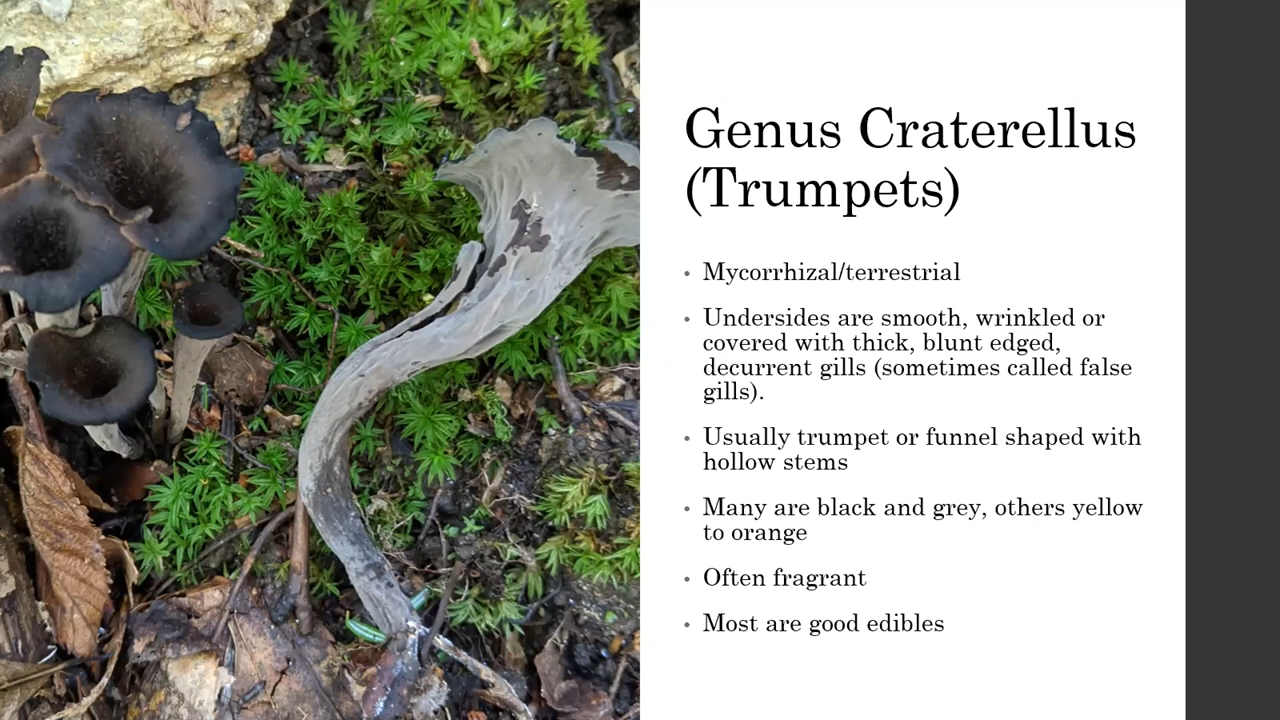 Genus Craterellus
(Trumpets)
• Mycorrhizal/terrestrial
• Undersides are smooth, wrinkled or
covered with thick, blunt edged,
decurrent gills (sometimes called false
gills).
• Usually trumpet or funnel shaped with
hollow stems
• Many are black and grey, others yellow
to orange
• Often fragrant
• Most are good edibles